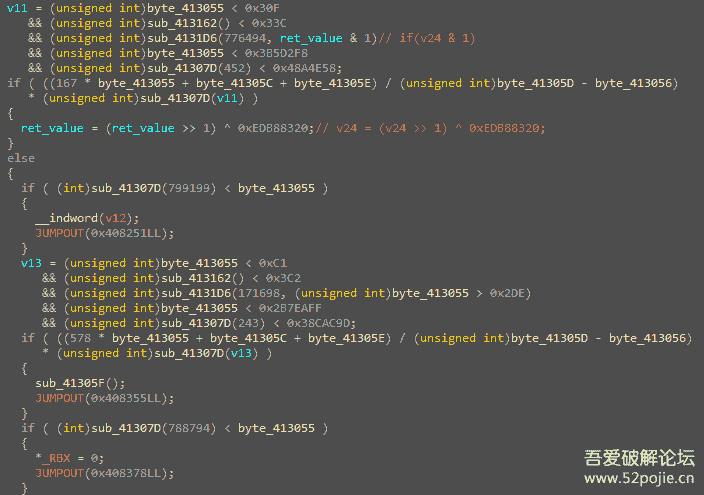 v11 = (unsigned int)byte_413055 < 0x30F
&& (unsigned int)sub_413162() < 0x33C
&& (unsigned int)sub_4131D6(776494, ret_value & 1)// if(v24 & 1)
&& (unsigned int)byte_413055 < 0x3B5D2F8
&& (unsigned int)sub_41307D(452) < 0x48A4E58;
if ( ((167 * byte_413055 + byte_41305C + byte_41305E) / (unsigned int)byte_41305D - byte_413056)
* (unsigned int)sub_41307D(v11) )
{
ret_value = (ret_value >> 1) ^ 0xEDB88320;// v24 = (v24 >> 1) ^ 0xEDB88320;
}
else
{
if ( (int)sub_41307D(799199) < byte_413055 )
{
__indword(v12);
JUMPOUT(0x408251LL);
}
v13 = (unsigned int)byte_413055 < 0xC1
&& (unsigned int)sub_413162() < 0x3C2
&& (unsigned int)sub_4131D6(171698, (unsigned int)byte_413055 > 0x2DE)
&& (unsigned int)byte_413055 < 0x2B7EAFF
&& (unsigned int)sub_41307D(243) < 0x38CAC9D;
if ( ((578 * byte_413055 + byte_41305C + byte_41305E) / (unsigned int)byte_41305D - byte_413056)
* (unsigned int)sub_41307D(v13) )
{
sub_41305F();
JUMPOUT(0x408355LL);
}
if ( (int)sub_41307D(788794) < byte_413055 )
{
*_RBX = 0;
JUMPOUT(0x408378LL);
}
吾爱破解论坛
www.52pojie.cn